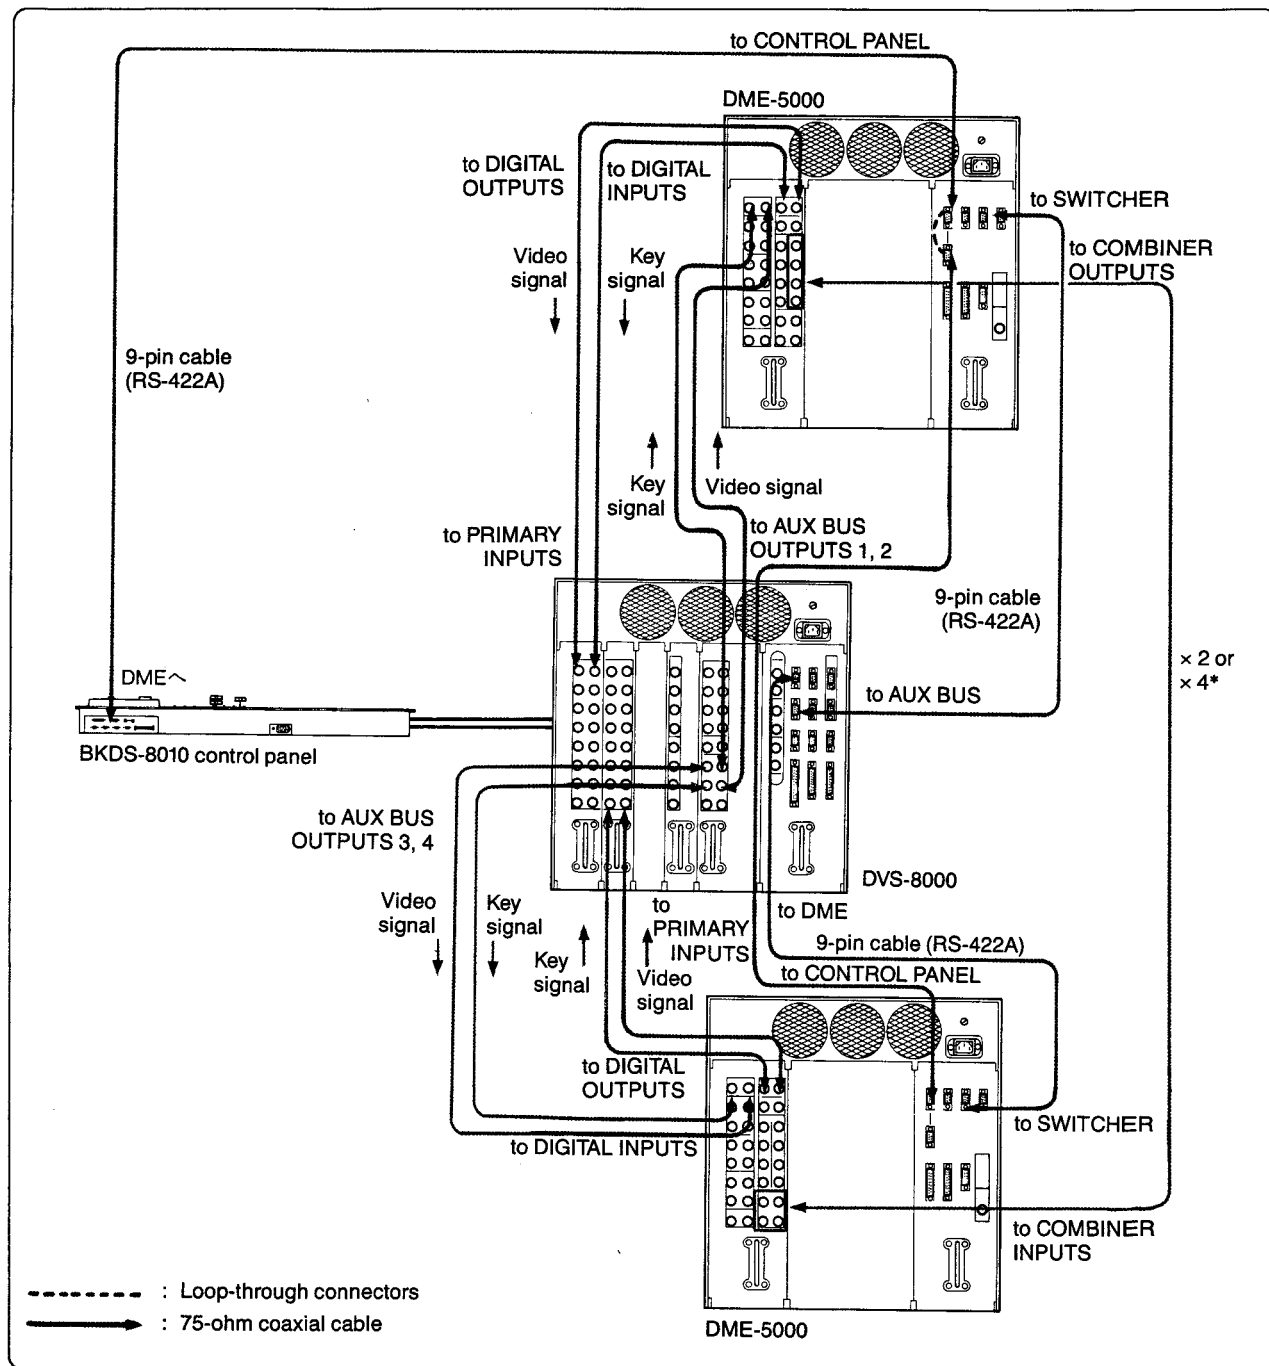 to CONTROL PANEL
DME-5000
to DIGITAL
OUTPUTS
to DIGITAL
INPUTS
to SWITCHER
to COMBINER
OUTPUTS
Video
signal
Key
signal
9-pin cable
(RS-422A)
Key
signal
Video signal
to PRIMARY
INPUTS
to AUX BUS
OUTPUTS 1, 2
9-pin cable
(RS-422A)
× 2 or
× 4*
DMEへ
to AUX BUS
BKDS-8010 control panel
to AUX BUS
OUTPUTS 3, 4
DVS-8000
Video
signal
Key
signal
to
PRIMARY
INPUTS
to DME
9-pin cable (RS-422A)
Key
signal
Video
signal
to CONTROL PANEL
to DIGITAL
OUTPUTS
to SWITCHER
to DIGITAL INPUTS
to COMBINER
INPUTS
: Loop-through connectors
: 75-ohm coaxial cable
DME-5000